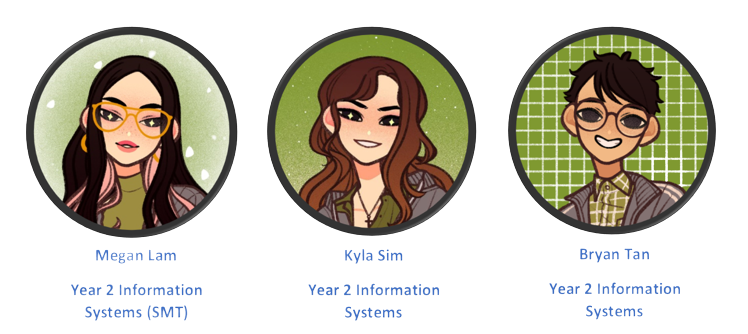 Megan Lam
Year 2 Information
Systems (SMT)
Kyla Sim
Year 2 Information
Systems
Bryan Tan
Year 2 Information
Systems